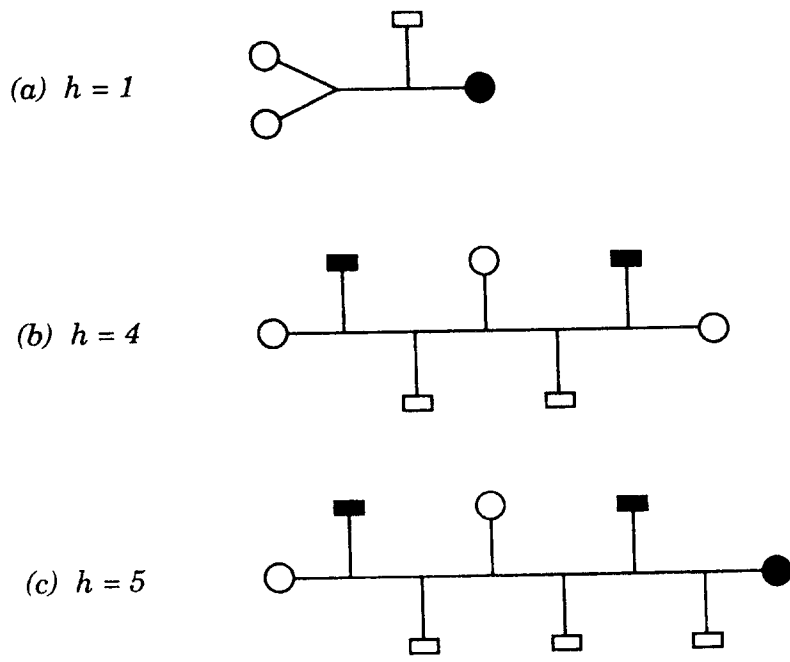 (a) h = 1
(b) h = 4
(c) h = 5